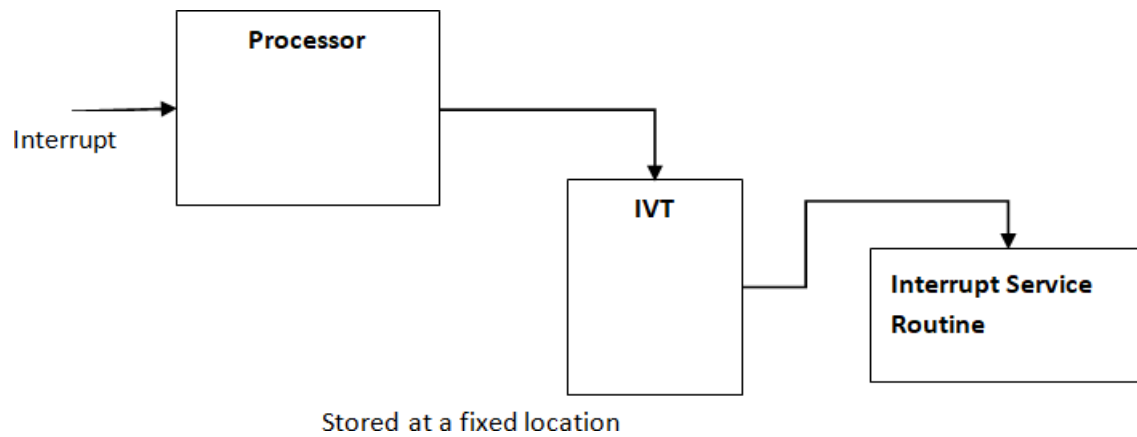 Processor
Interrupt
IVT
Interrupt Service
Routine
Stored at a fixed location